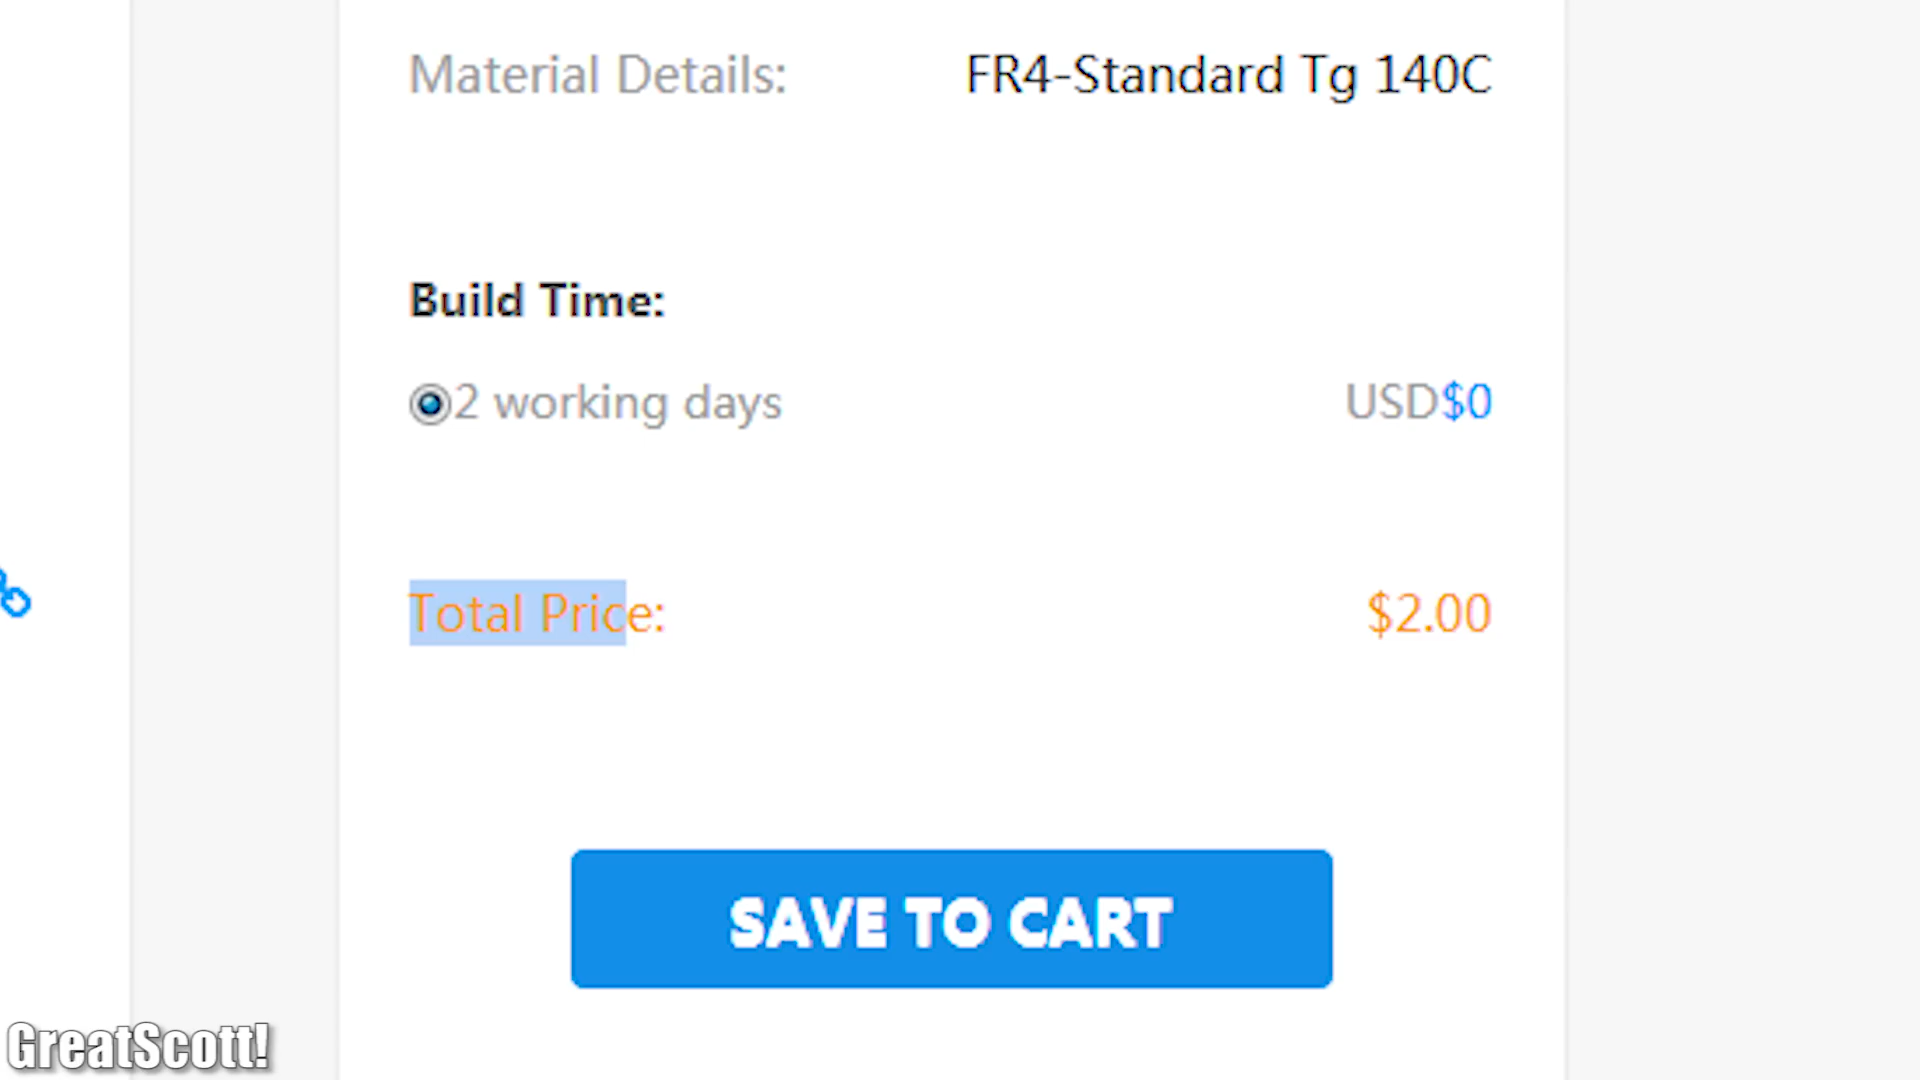 Material Details: FR4-Standard Tg 140C
Build Time:
2 working days USD$0
Total Price: $2.00
SAVE TO CART
GreatScott!